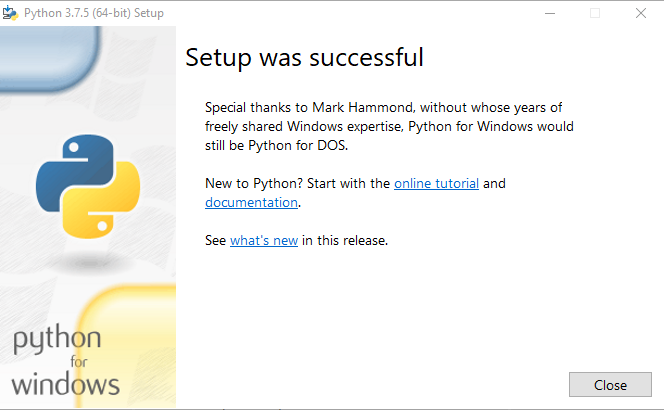 Python 3.7.5 (64-bit) Setup
Setup was successful
Special thanks to Mark Hammond, without whose years of
freely shared Windows expertise, Python for Windows would
still be Python for DOS.
New to Python? Start with the online tutorial and
documentation.
See what's new in this release.
python
for
windows
Close